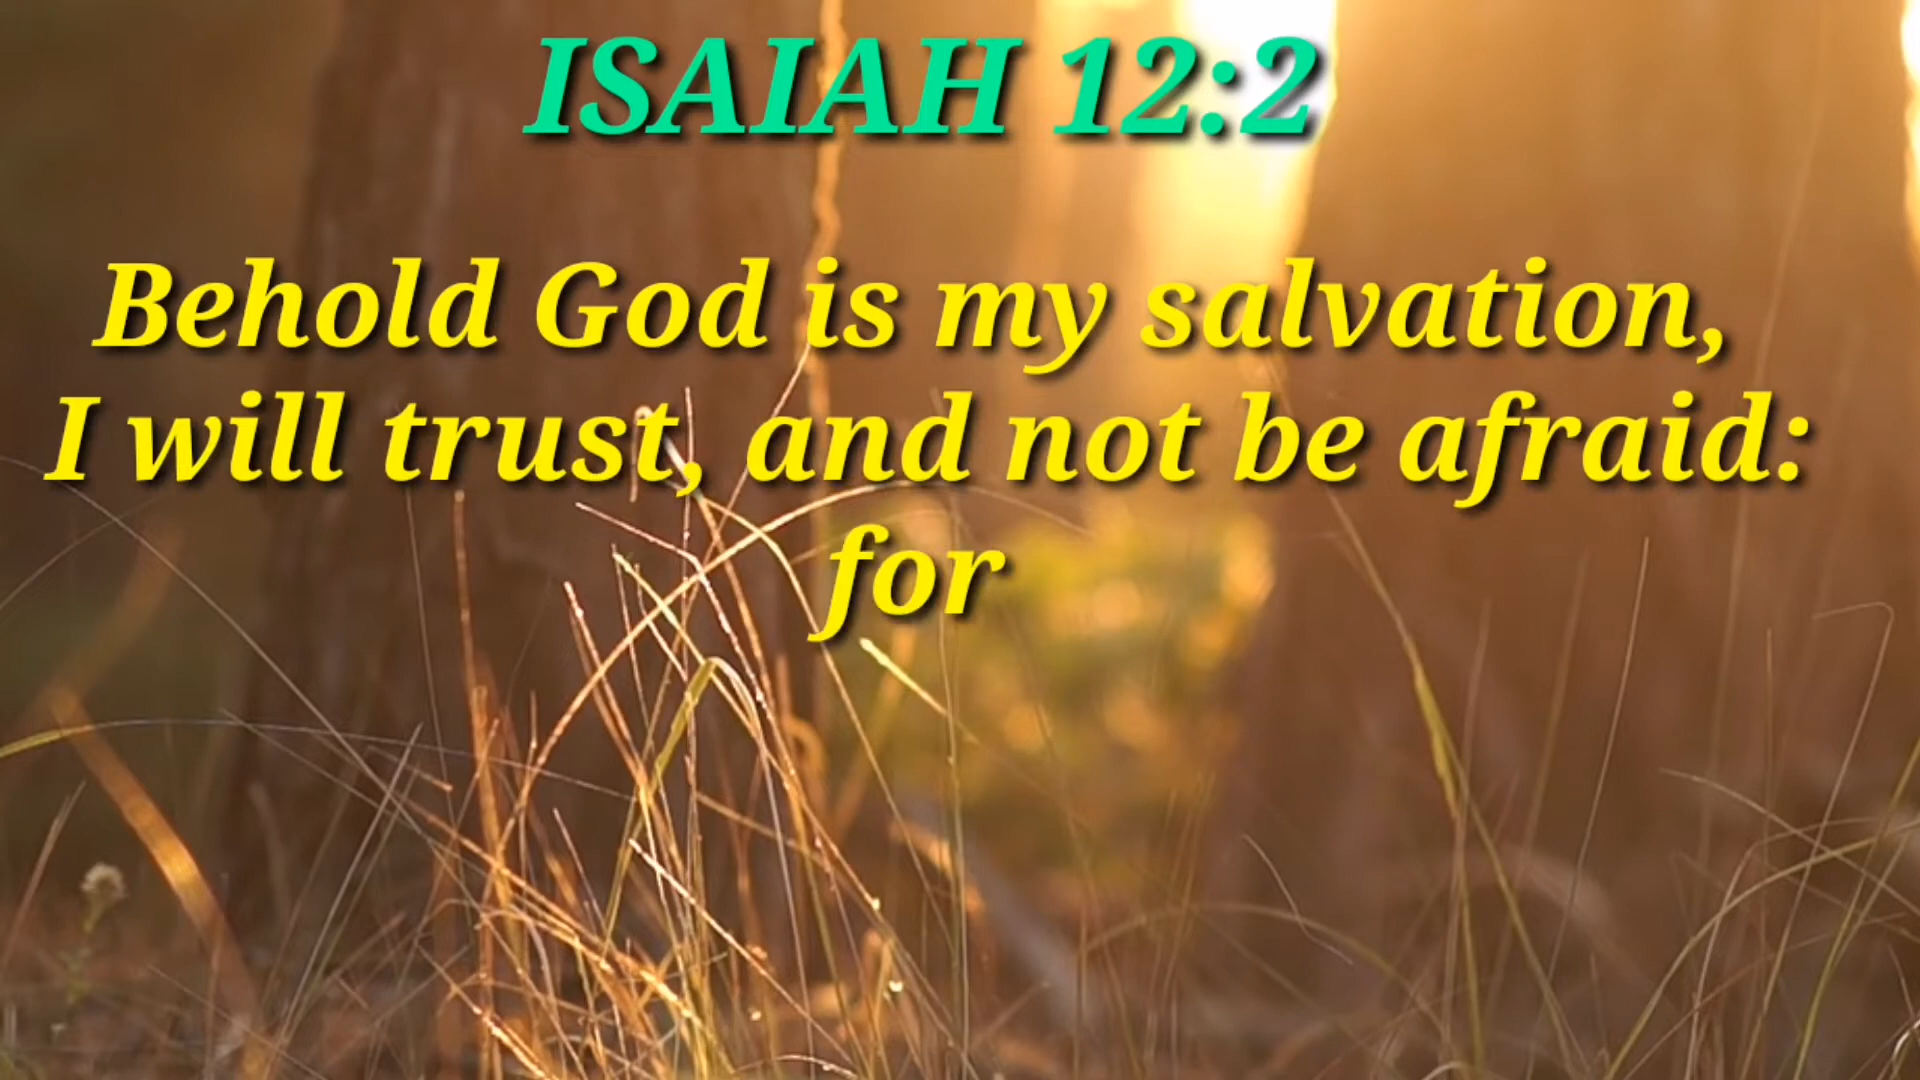 ISAIAH 12:2
Behold God is my salvation,
I will trust, and not be afraid:
for